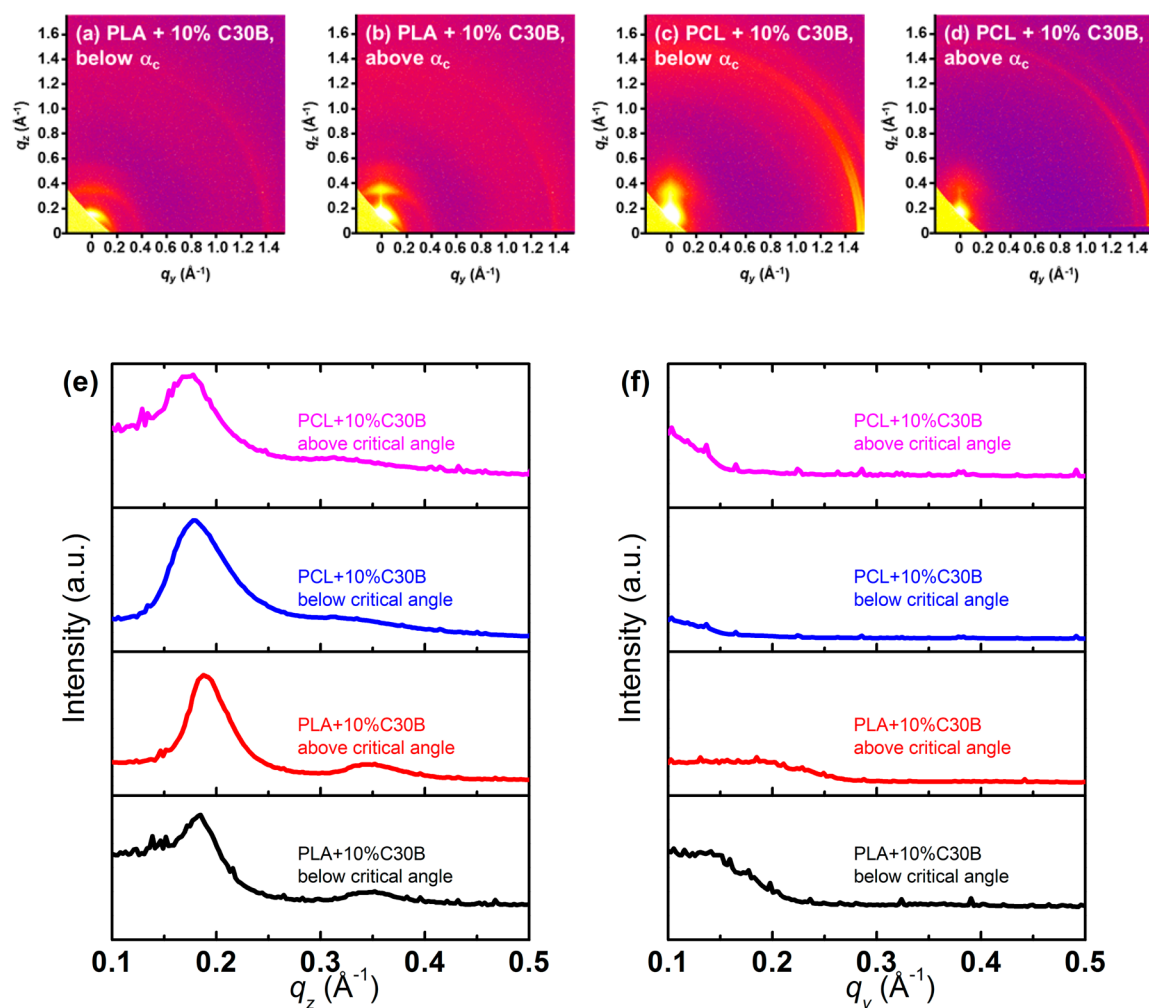 (a) PLA + 10% C30B,
below αc
1.6
1.4
1.2
1.0
0.8
0.6
0.4
0.2
0
qz (Å-1)
0 0.2 0.4 0.6 0.8 1.0 1.2 1.4
qy (Å-1)
(b) PLA + 10% C30B,
above αc
1.6
1.4
1.2
1.0
0.8
0.6
0.4
0.2
0
qz (Å-1)
0 0.2 0.4 0.6 0.8 1.0 1.2 1.4
qy (Å-1)
(c) PCL + 10% C30B,
below αc
1.6
1.4
1.2
1.0
0.8
0.6
0.4
0.2
0
qz (Å-1)
0 0.2 0.4 0.6 0.8 1.0 1.2 1.4
qy (Å-1)
(d) PCL + 10% C30B,
above αc
1.6
1.4
1.2
1.0
0.8
0.6
0.4
0.2
0
qz (Å-1)
0 0.2 0.4 0.6 0.8 1.0 1.2 1.4
qy (Å-1)
(e)
PCL+10%C30B
above critical angle
PCL+10%C30B
below critical angle
PLA+10%C30B
above critical angle
PLA+10%C30B
below critical angle
Intensity (a.u.)
0.1 0.2 0.3 0.4 0.5
qz (Å-1)
(f)
PCL+10%C30B
above critical angle
PCL+10%C30B
below critical angle
PLA+10%C30B
above critical angle
PLA+10%C30B
below critical angle
Intensity (a.u.)
0.1 0.2 0.3 0.4 0.5
qy (Å-1)